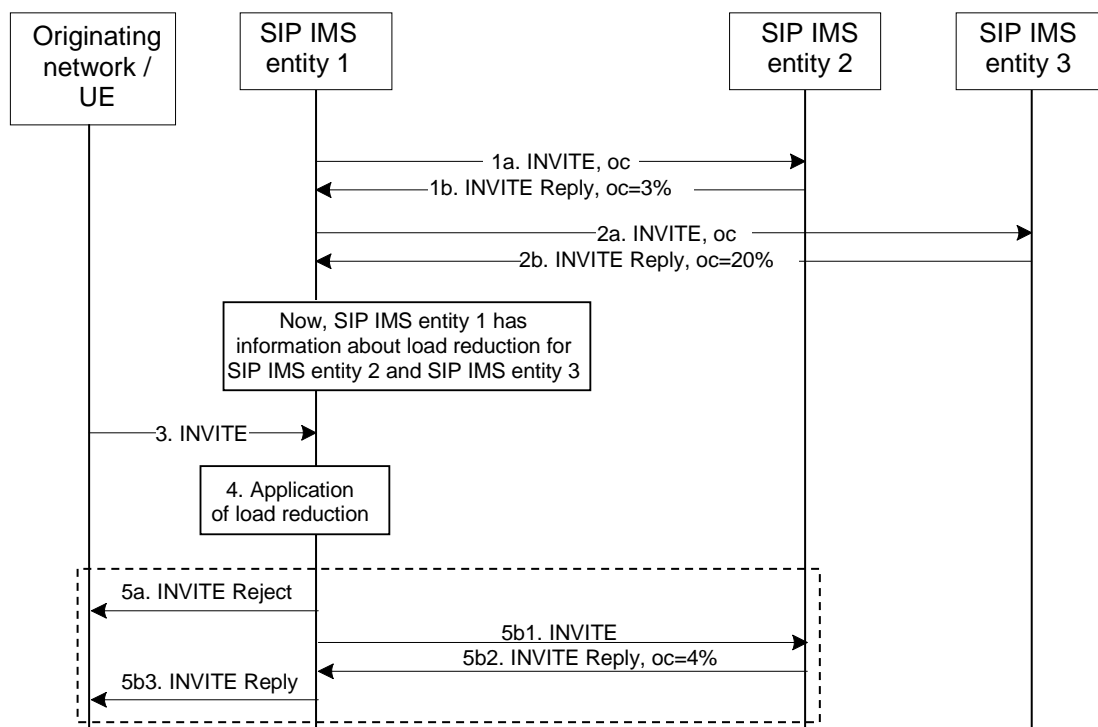 Originating
network /
UE
SIP IMS
entity 1
SIP IMS
entity 2
SIP IMS
entity 3
1a. INVITE, oc
1b. INVITE Reply, oc=3%
2a. INVITE, oc
2b. INVITE Reply, oc=20%
Now, SIP IMS entity 1 has
information about load reduction for
SIP IMS entity 2 and SIP IMS entity 3
3. INVITE
4. Application
of load reduction
5a. INVITE Reject
5b1. INVITE
5b2. INVITE Reply, oc=4%
5b3. INVITE Reply